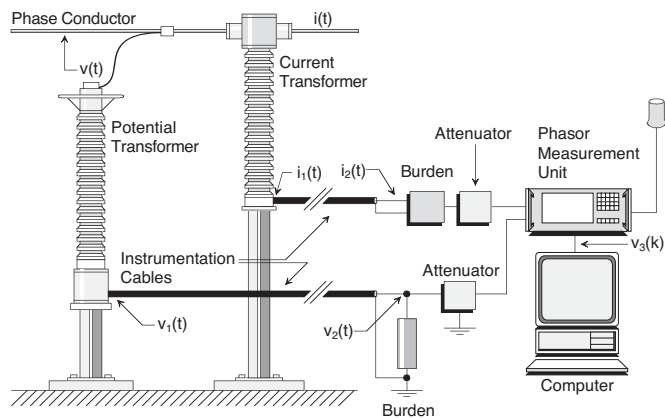 Phase Conductor
i(t)
v(t)
Current
Transformer
Potential
Transformer
Attenuator
Phasor
Measurement
Unit
i₁(t)
i₂(t)
Burden
v₃(k)
Instrumentation
Cables
Attenuator
v₁(t)
v₂(t)
Computer
Burden